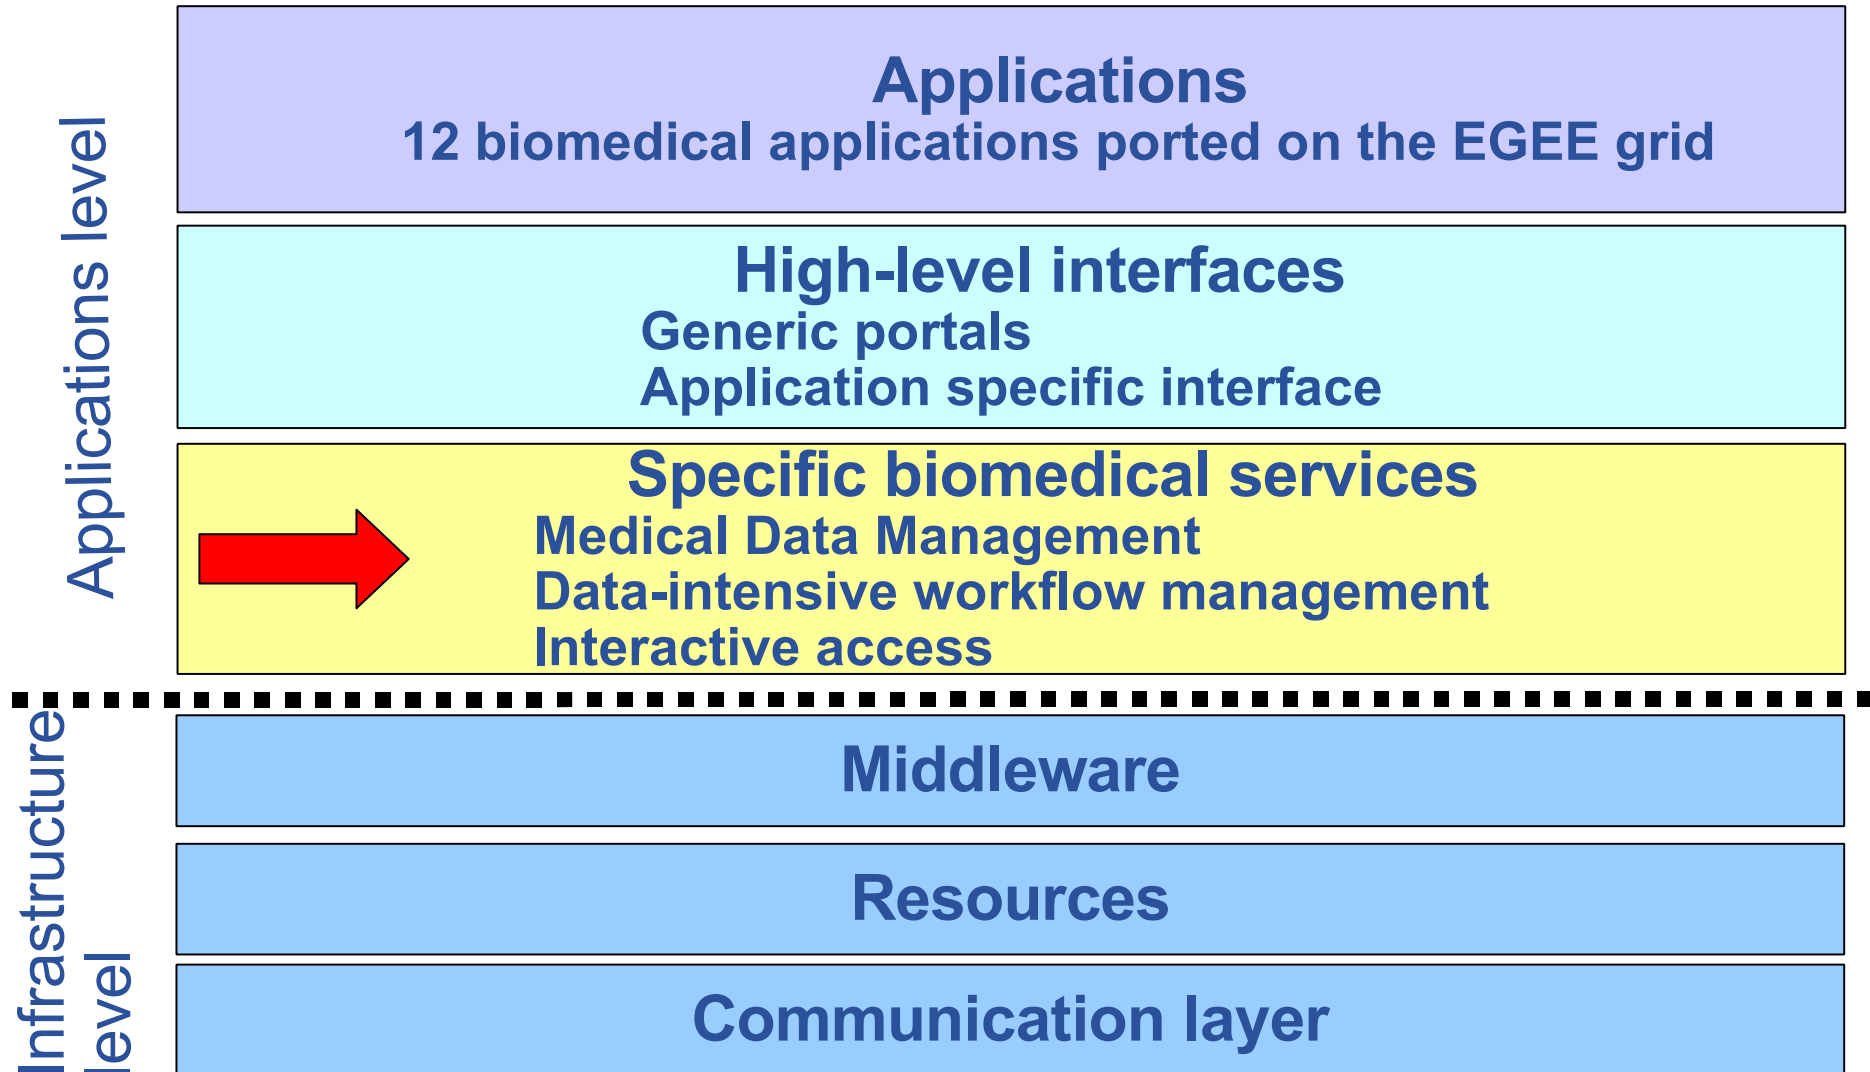 Applications level
Applications
12 biomedical applications ported on the EGEE grid
High-level interfaces
Generic portals
Application specific interface
Specific biomedical services
Medical Data Management
Data-intensive workflow management
Interactive access
Infrastructure
level
Middleware
Resources
Communication layer